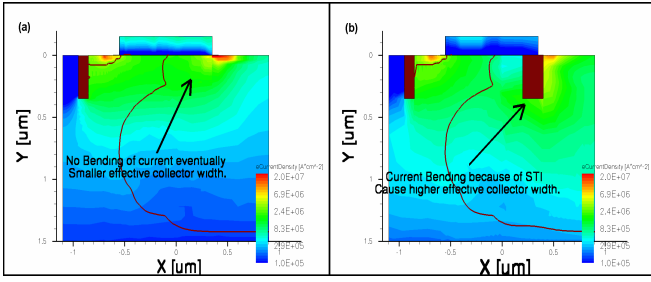 (a)
0
0.5
1
1.5
Y [um]
No Bending of current eventually
Smaller effective collector width.
eCurrentDensity [A*cm^-2]
2.0E+07
6.9E+06
2.4E+06
8.3E+05
2.9E+05
1.0E+05
-1
-0.5
0
0.5
X [um]
(b)
0
0.5
1
1.5
Y [um]
Current Bending because of STI
Cause higher effective collector width.
eCurrentDensity [A*cm^-2]
2.0E+07
6.9E+06
2.4E+06
8.3E+05
2.9E+05
1.0E+05
-1
-0.5
0
0.5
X [um]